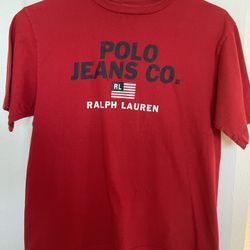 POLO
JEANS CO.
RL
RALPH LAUREN